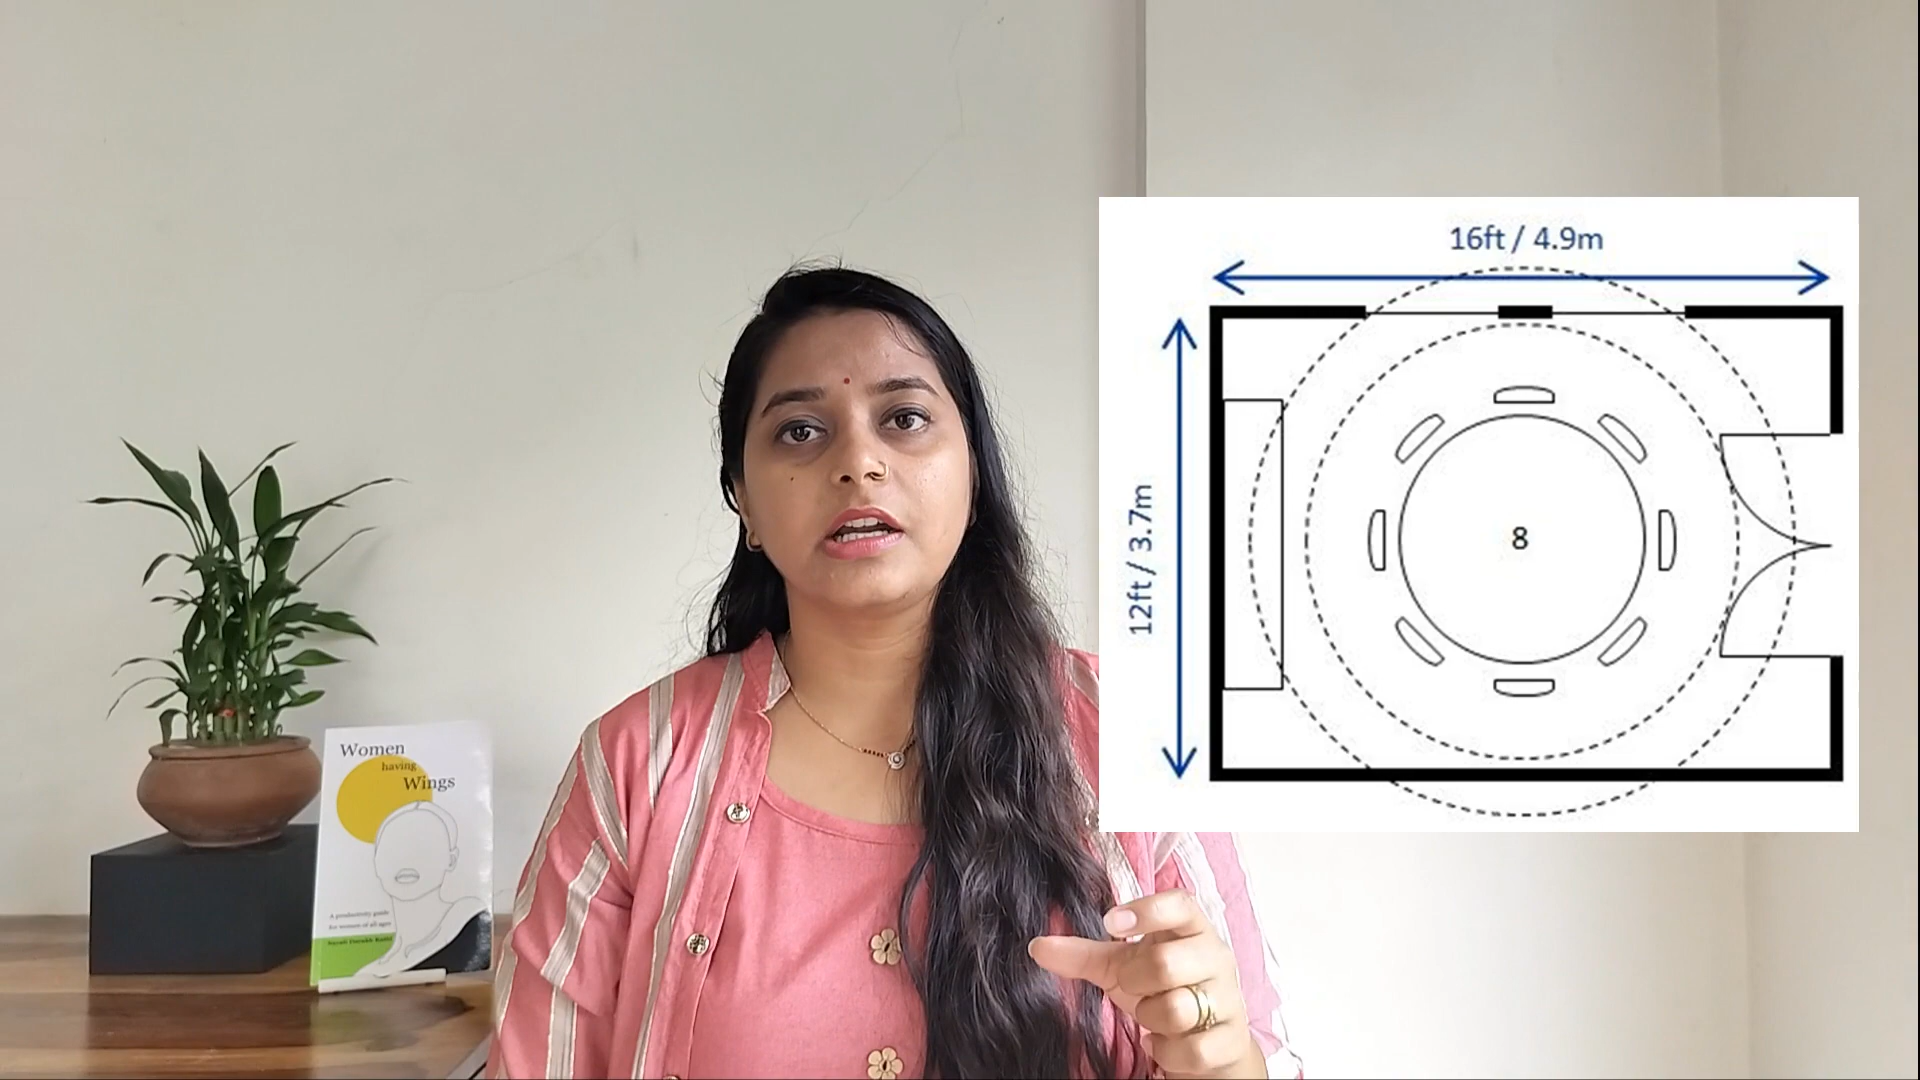 Women
having
Wings
A productivity guide
for women of all ages
16ft / 4.9m
12ft / 3.7m
8